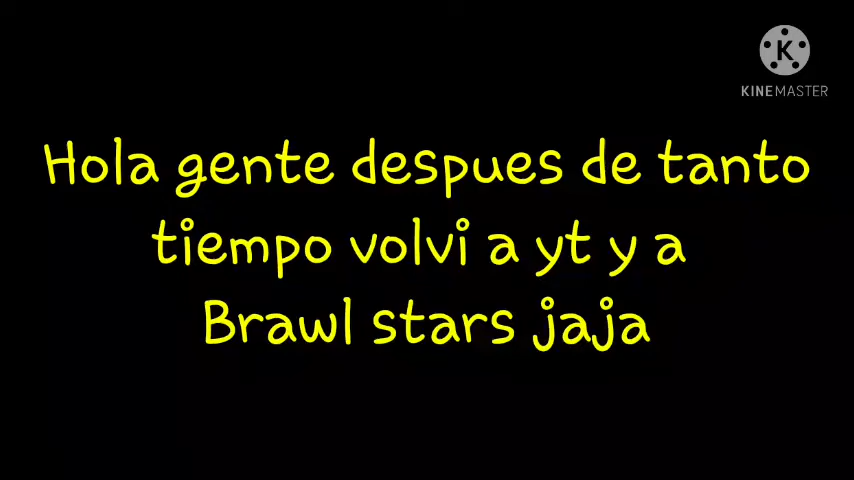 K
KINEMASTER
Hola gente despues de tanto
tiempo volvi a yt y a
Brawl stars jaja